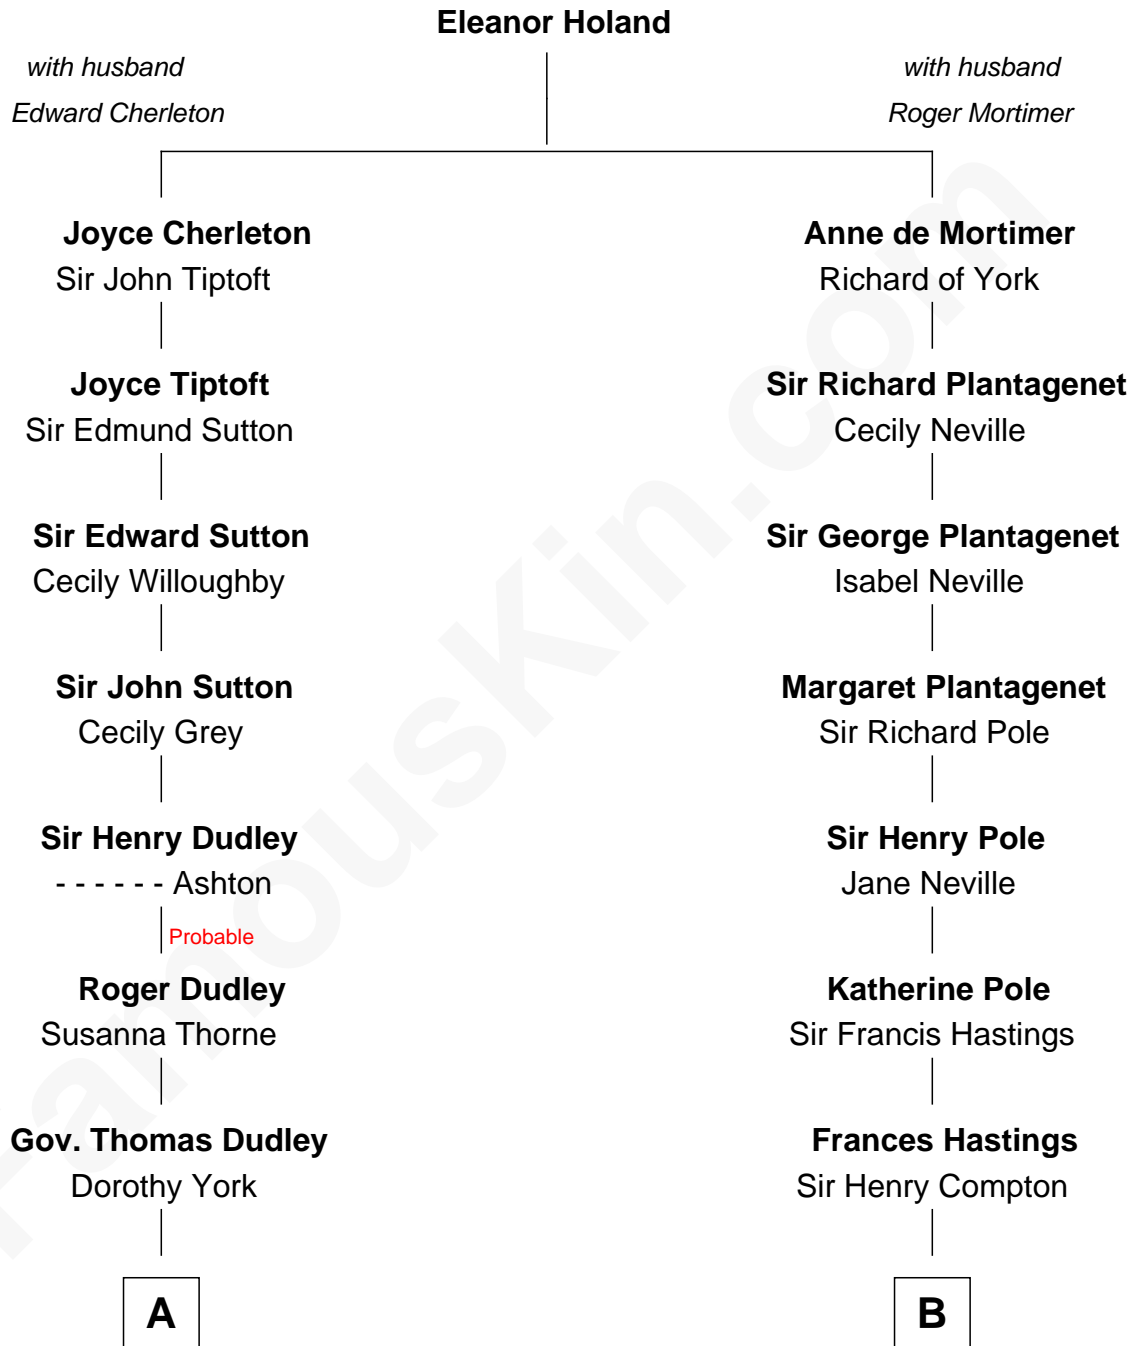 Eleanor Holand
with husband
Edward Cherleton
with husband
Roger Mortimer
Joyce Cherleton
Sir John Tiptoft
Anne de Mortimer
Richard of York
Joyce Tiptoft
Sir Edmund Sutton
Sir Richard Plantagenet
Cecily Neville
Sir Edward Sutton
Cecily Willoughby
Sir George Plantagenet
Isabel Neville
Sir John Sutton
Cecily Grey
Margaret Plantagenet
Sir Richard Pole
Sir Henry Dudley
- - - - - - Ashton
Sir Henry Pole
Jane Neville
Probable
Roger Dudley
Susanna Thorne
Katherine Pole
Sir Francis Hastings
Gov. Thomas Dudley
Dorothy York
Frances Hastings
Sir Henry Compton
A
B
FamousKin.com